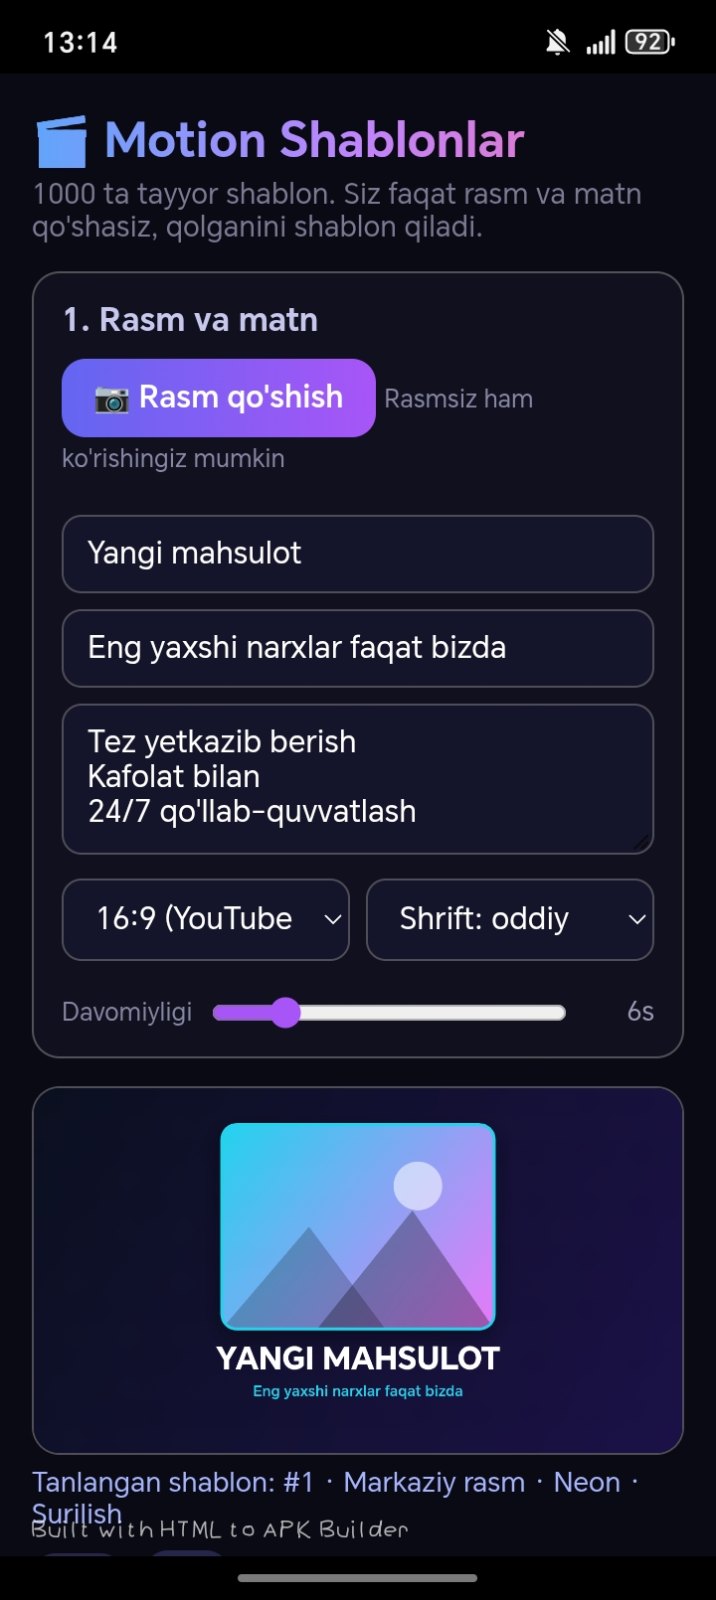 13:14
92
Motion Shablonlar
1000 ta tayyor shablon. Siz faqat rasm va matn
qo'shasiz, qolganini shablon qiladi.
1. Rasm va matn
Rasm qo'shish Rasmsiz ham
ko'rishingiz mumkin
Yangi mahsulot
Eng yaxshi narxlar faqat bizda
Tez yetkazib berish
Kafolat bilan
24/7 qo'llab-quvvatlash
16:9 (YouTube
Shrift: oddiy
Davomiyligi 6s
YANGI MAHSULOT
Eng yaxshi narxlar faqat bizda
Tanlangan shablon: #1 · Markaziy rasm · Neon ·
Surilish
Built with HTML to APK Builder